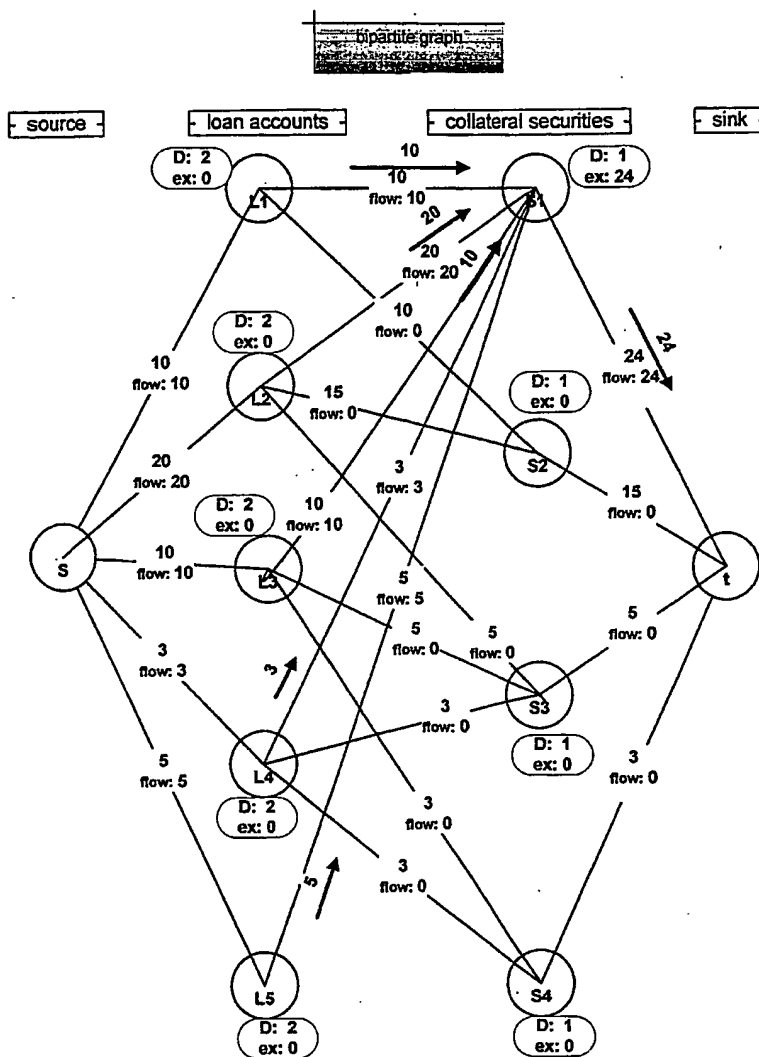 bipartite graph
source
loan accounts
collateral securities
sink
D: 2
ex: 0
L1
10
10
flow: 10
D: 1
ex: 24
S1
20
20
flow: 20
10
10
flow: 0
D: 2
ex: 0
L2
10
flow: 10
24
24
flow: 24
15
flow: 0
D: 1
ex: 0
S2
20
flow: 20
3
flow: 3
15
flow: 0
D: 2
ex: 0
L3
10
flow: 10
S
10
flow: 10
t
5
flow: 5
5
flow: 0
5
flow: 0
5
flow: 0
3
flow: 3
3
3
flow: 0
S3
D: 1
ex: 0
5
flow: 5
L4
D: 2
ex: 0
3
flow: 0
3
flow: 0
3
flow: 0
5
L5
D: 2
ex: 0
S4
D: 1
ex: 0